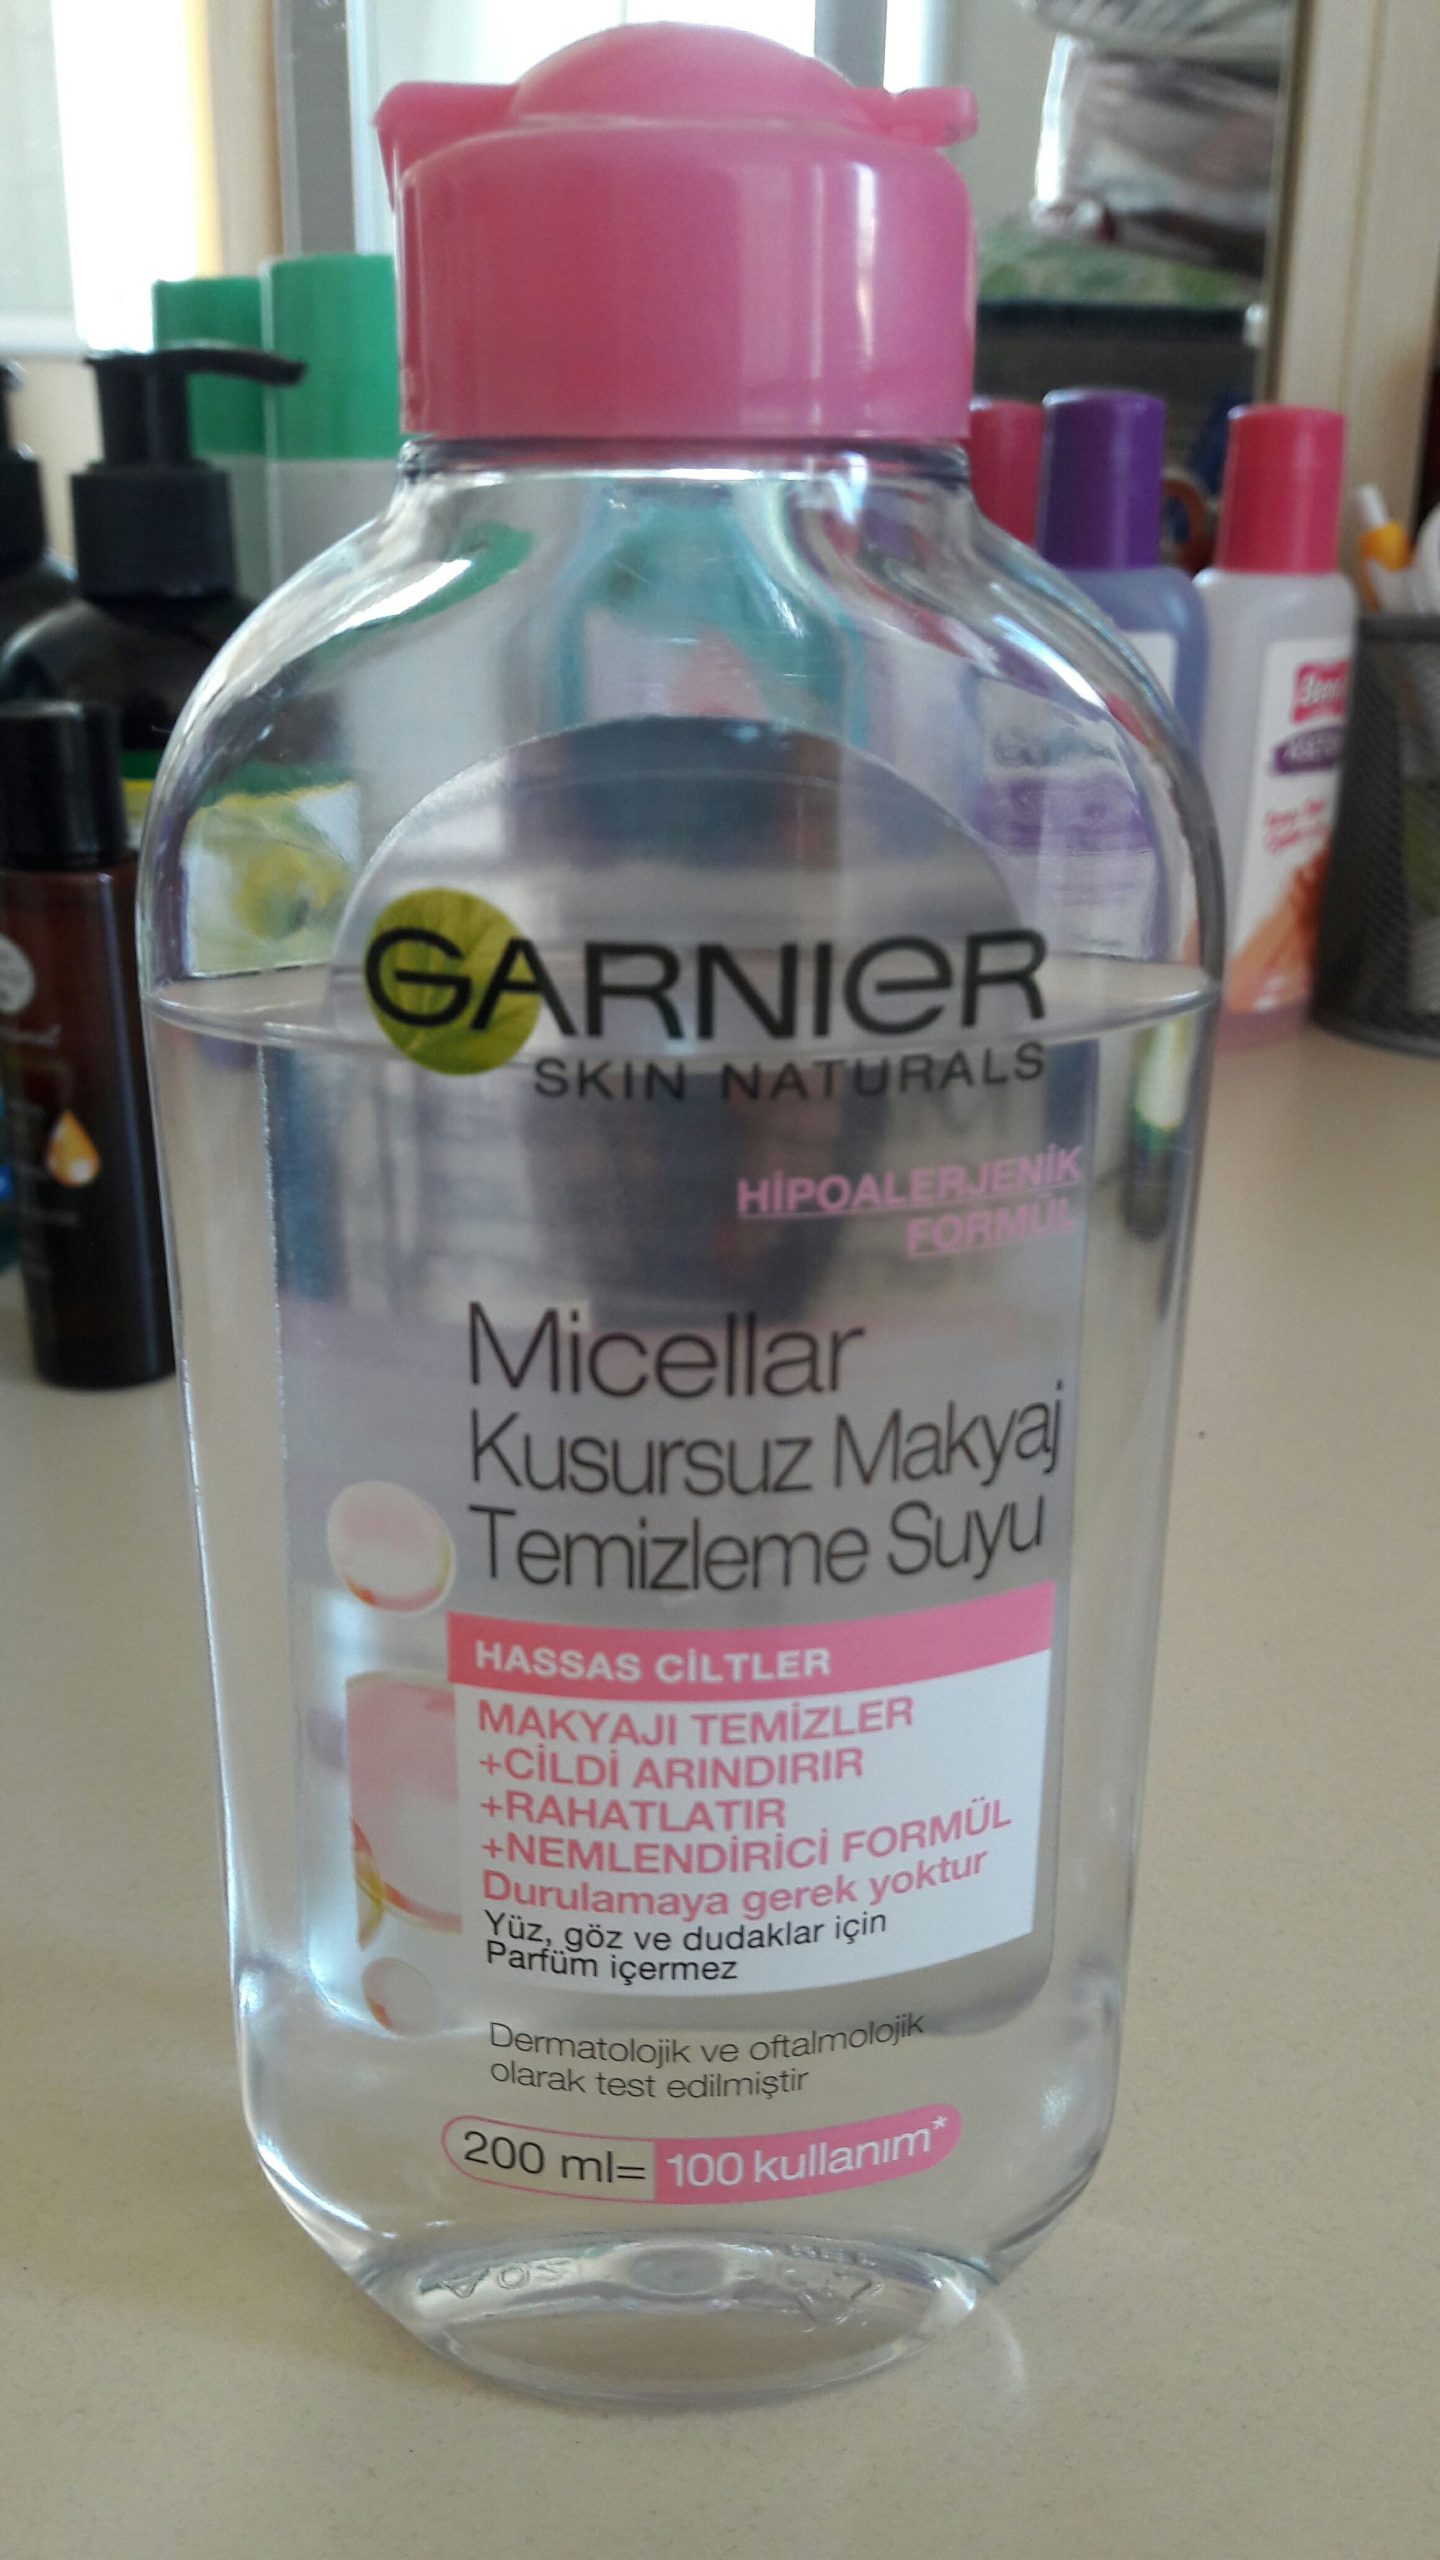 GARNIER
SKIN NATURALS
HİPOALERJENİK
FORMÜL
Micellar
Kusursuz Makyaj
Temizleme Suyu
HASSAS CİLTLER
MAKYAJI TEMİZLER
+CİLDİ ARINDIRIR
+RAHATLATIR
+NEMLENDİRİCİ FORMÜL
Durulamaya gerek yoktur
Yüz, göz ve dudaklar için
Parfüm içermez
Dermatolojik ve oftalmolojik
olarak test edilmiştir
200 ml= 100 kullanım*